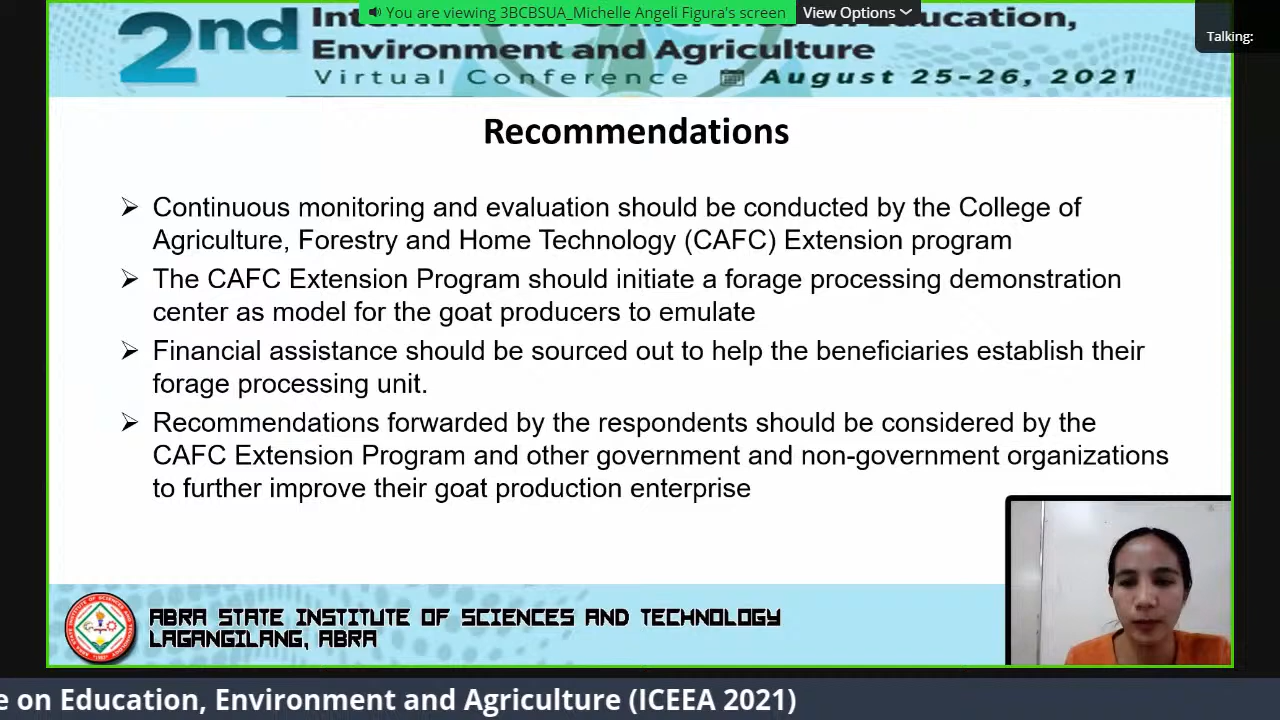 You are viewing 3BCBSUA_Michelle Angeli Figura's screen
View Options
Talking:
2nd
Education,
Environment and Agriculture
Virtual Conference August 25-26, 2021
Recommendations
Continuous monitoring and evaluation should be conducted by the College of
Agriculture, Forestry and Home Technology (CAFC) Extension program
The CAFC Extension Program should initiate a forage processing demonstration
center as model for the goat producers to emulate
Financial assistance should be sourced out to help the beneficiaries establish their
forage processing unit.
Recommendations forwarded by the respondents should be considered by the
CAFC Extension Program and other government and non-government organizations
to further improve their goat production enterprise
ABRA STATE INSTITUTE OF SCIENCES AND TECHNOLOGY
LAGANGILANG, ABRA
e on Education, Environment and Agriculture (ICEEA 2021)